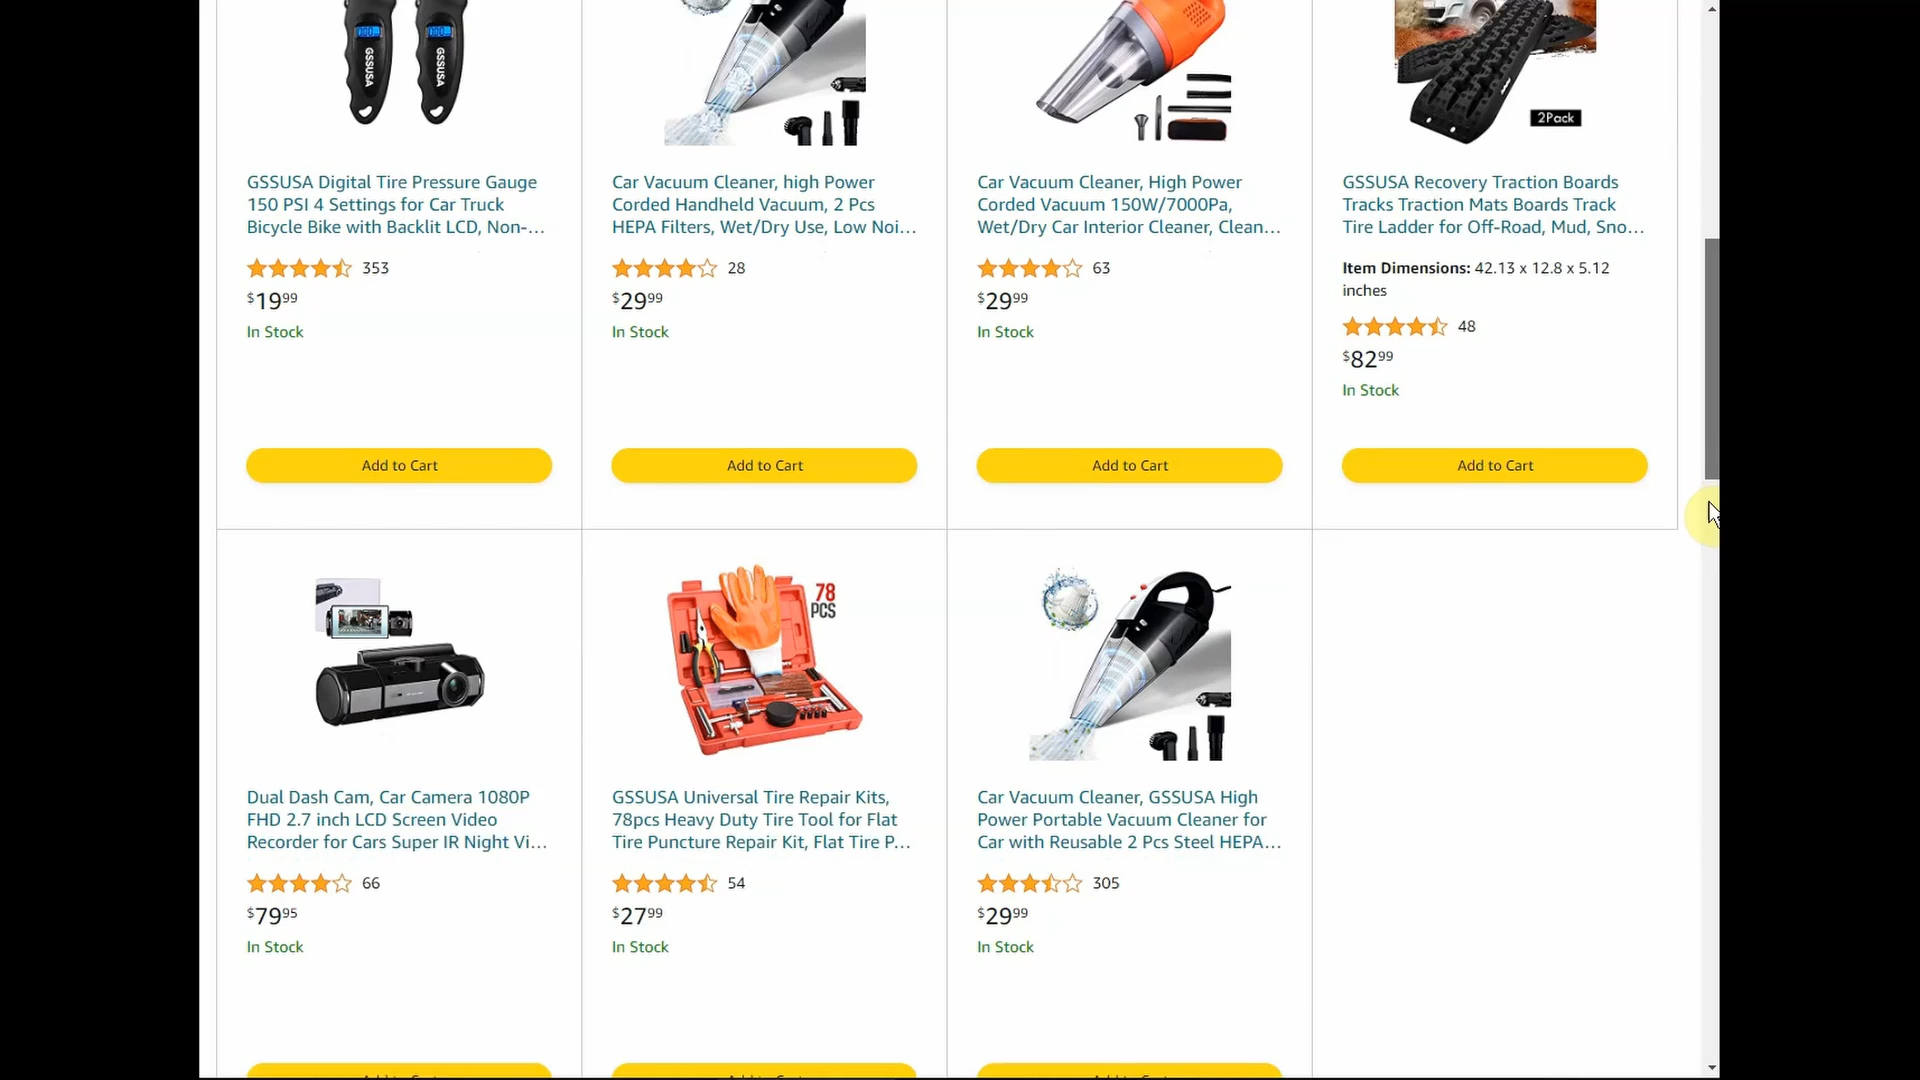 GSSUSA
GSSUSA
2Pack
GSSUSA Digital Tire Pressure Gauge
150 PSI 4 Settings for Car Truck
Bicycle Bike with Backlit LCD, Non-...
353
$19.99
In Stock
Add to Cart
Car Vacuum Cleaner, high Power
Corded Handheld Vacuum, 2 Pcs
HEPA Filters, Wet/Dry Use, Low Noi...
28
$29.99
In Stock
Add to Cart
Car Vacuum Cleaner, High Power
Corded Vacuum 150W/7000Pa,
Wet/Dry Car Interior Cleaner, Clean...
63
$29.99
In Stock
Add to Cart
GSSUSA Recovery Traction Boards
Tracks Traction Mats Boards Track
Tire Ladder for Off-Road, Mud, Sno...
Item Dimensions: 42.13 x 12.8 x 5.12
inches
48
$82.99
In Stock
Add to Cart
Dual Dash Cam, Car Camera 1080P
FHD 2.7 inch LCD Screen Video
Recorder for Cars Super IR Night Vi...
66
$79.95
In Stock
78
PCS
GSSUSA Universal Tire Repair Kits,
78pcs Heavy Duty Tire Tool for Flat
Tire Puncture Repair Kit, Flat Tire P...
54
$27.99
In Stock
Car Vacuum Cleaner, GSSUSA High
Power Portable Vacuum Cleaner for
Car with Reusable 2 Pcs Steel HEPA...
305
$29.99
In Stock